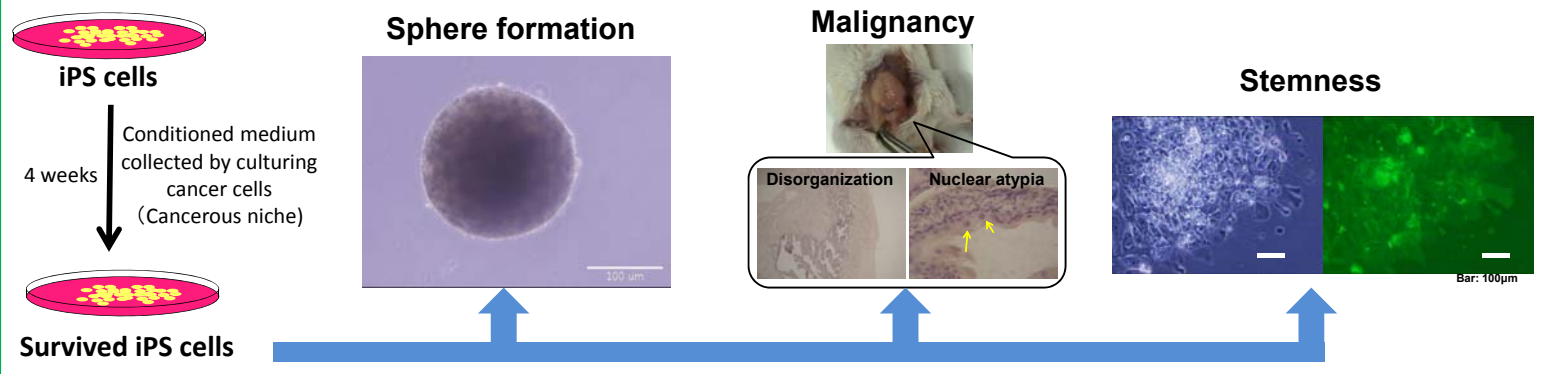 iPS cells
4 weeks
Conditioned medium
collected by culturing
cancer cells
（Cancerous niche)
Survived iPS cells
Sphere formation
100 um
Malignancy
Disorganization
Nuclear atypia
Stemness
Bar: 100μm